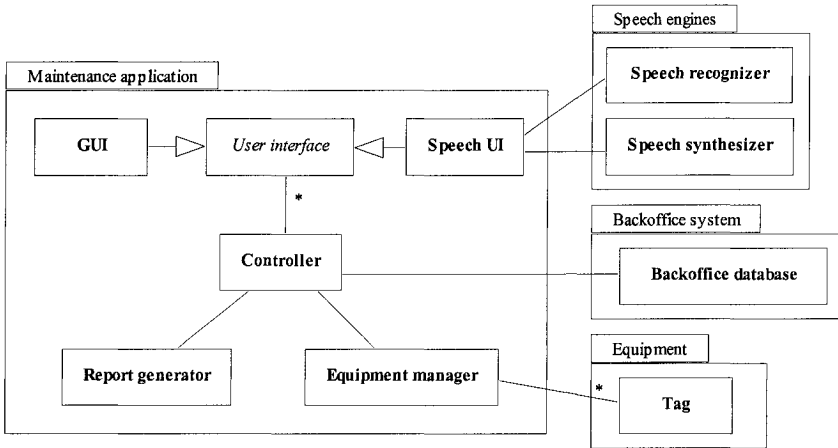 Speech engines
Speech recognizer
Maintenance application
GUI
User interface
Speech UI
Speech synthesizer
*
Backoffice system
Controller
Backoffice database
Equipment
Report generator
Equipment manager
*
Tag